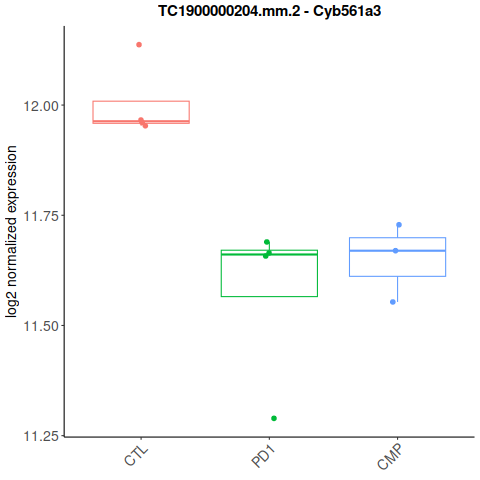 TC1900000204.mm.2 - Cyb561a3
log2 normalized expression
12.00
11.75
11.50
11.25
CTL
PD1
CMP